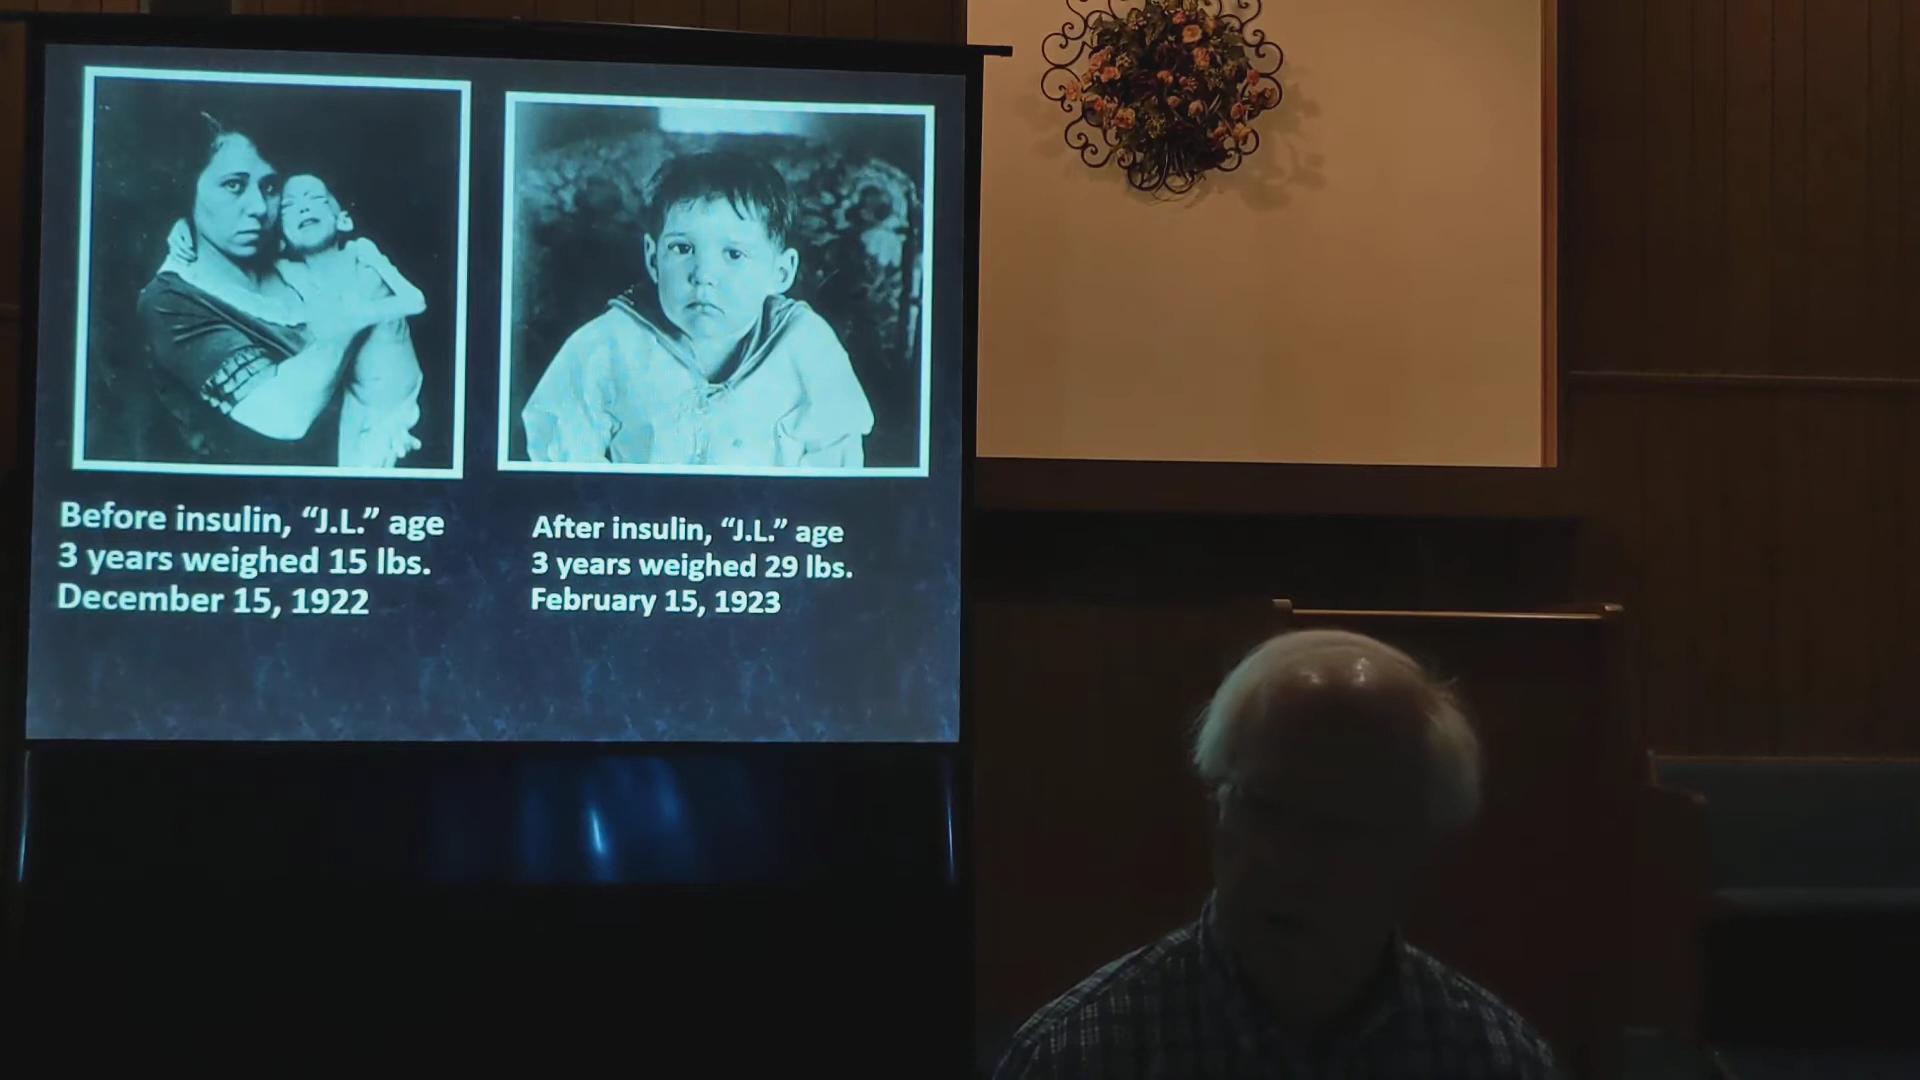 Before insulin, “J.L.” age
3 years weighed 15 lbs.
December 15, 1922
After insulin, “J.L.” age
3 years weighed 29 lbs.
February 15, 1923